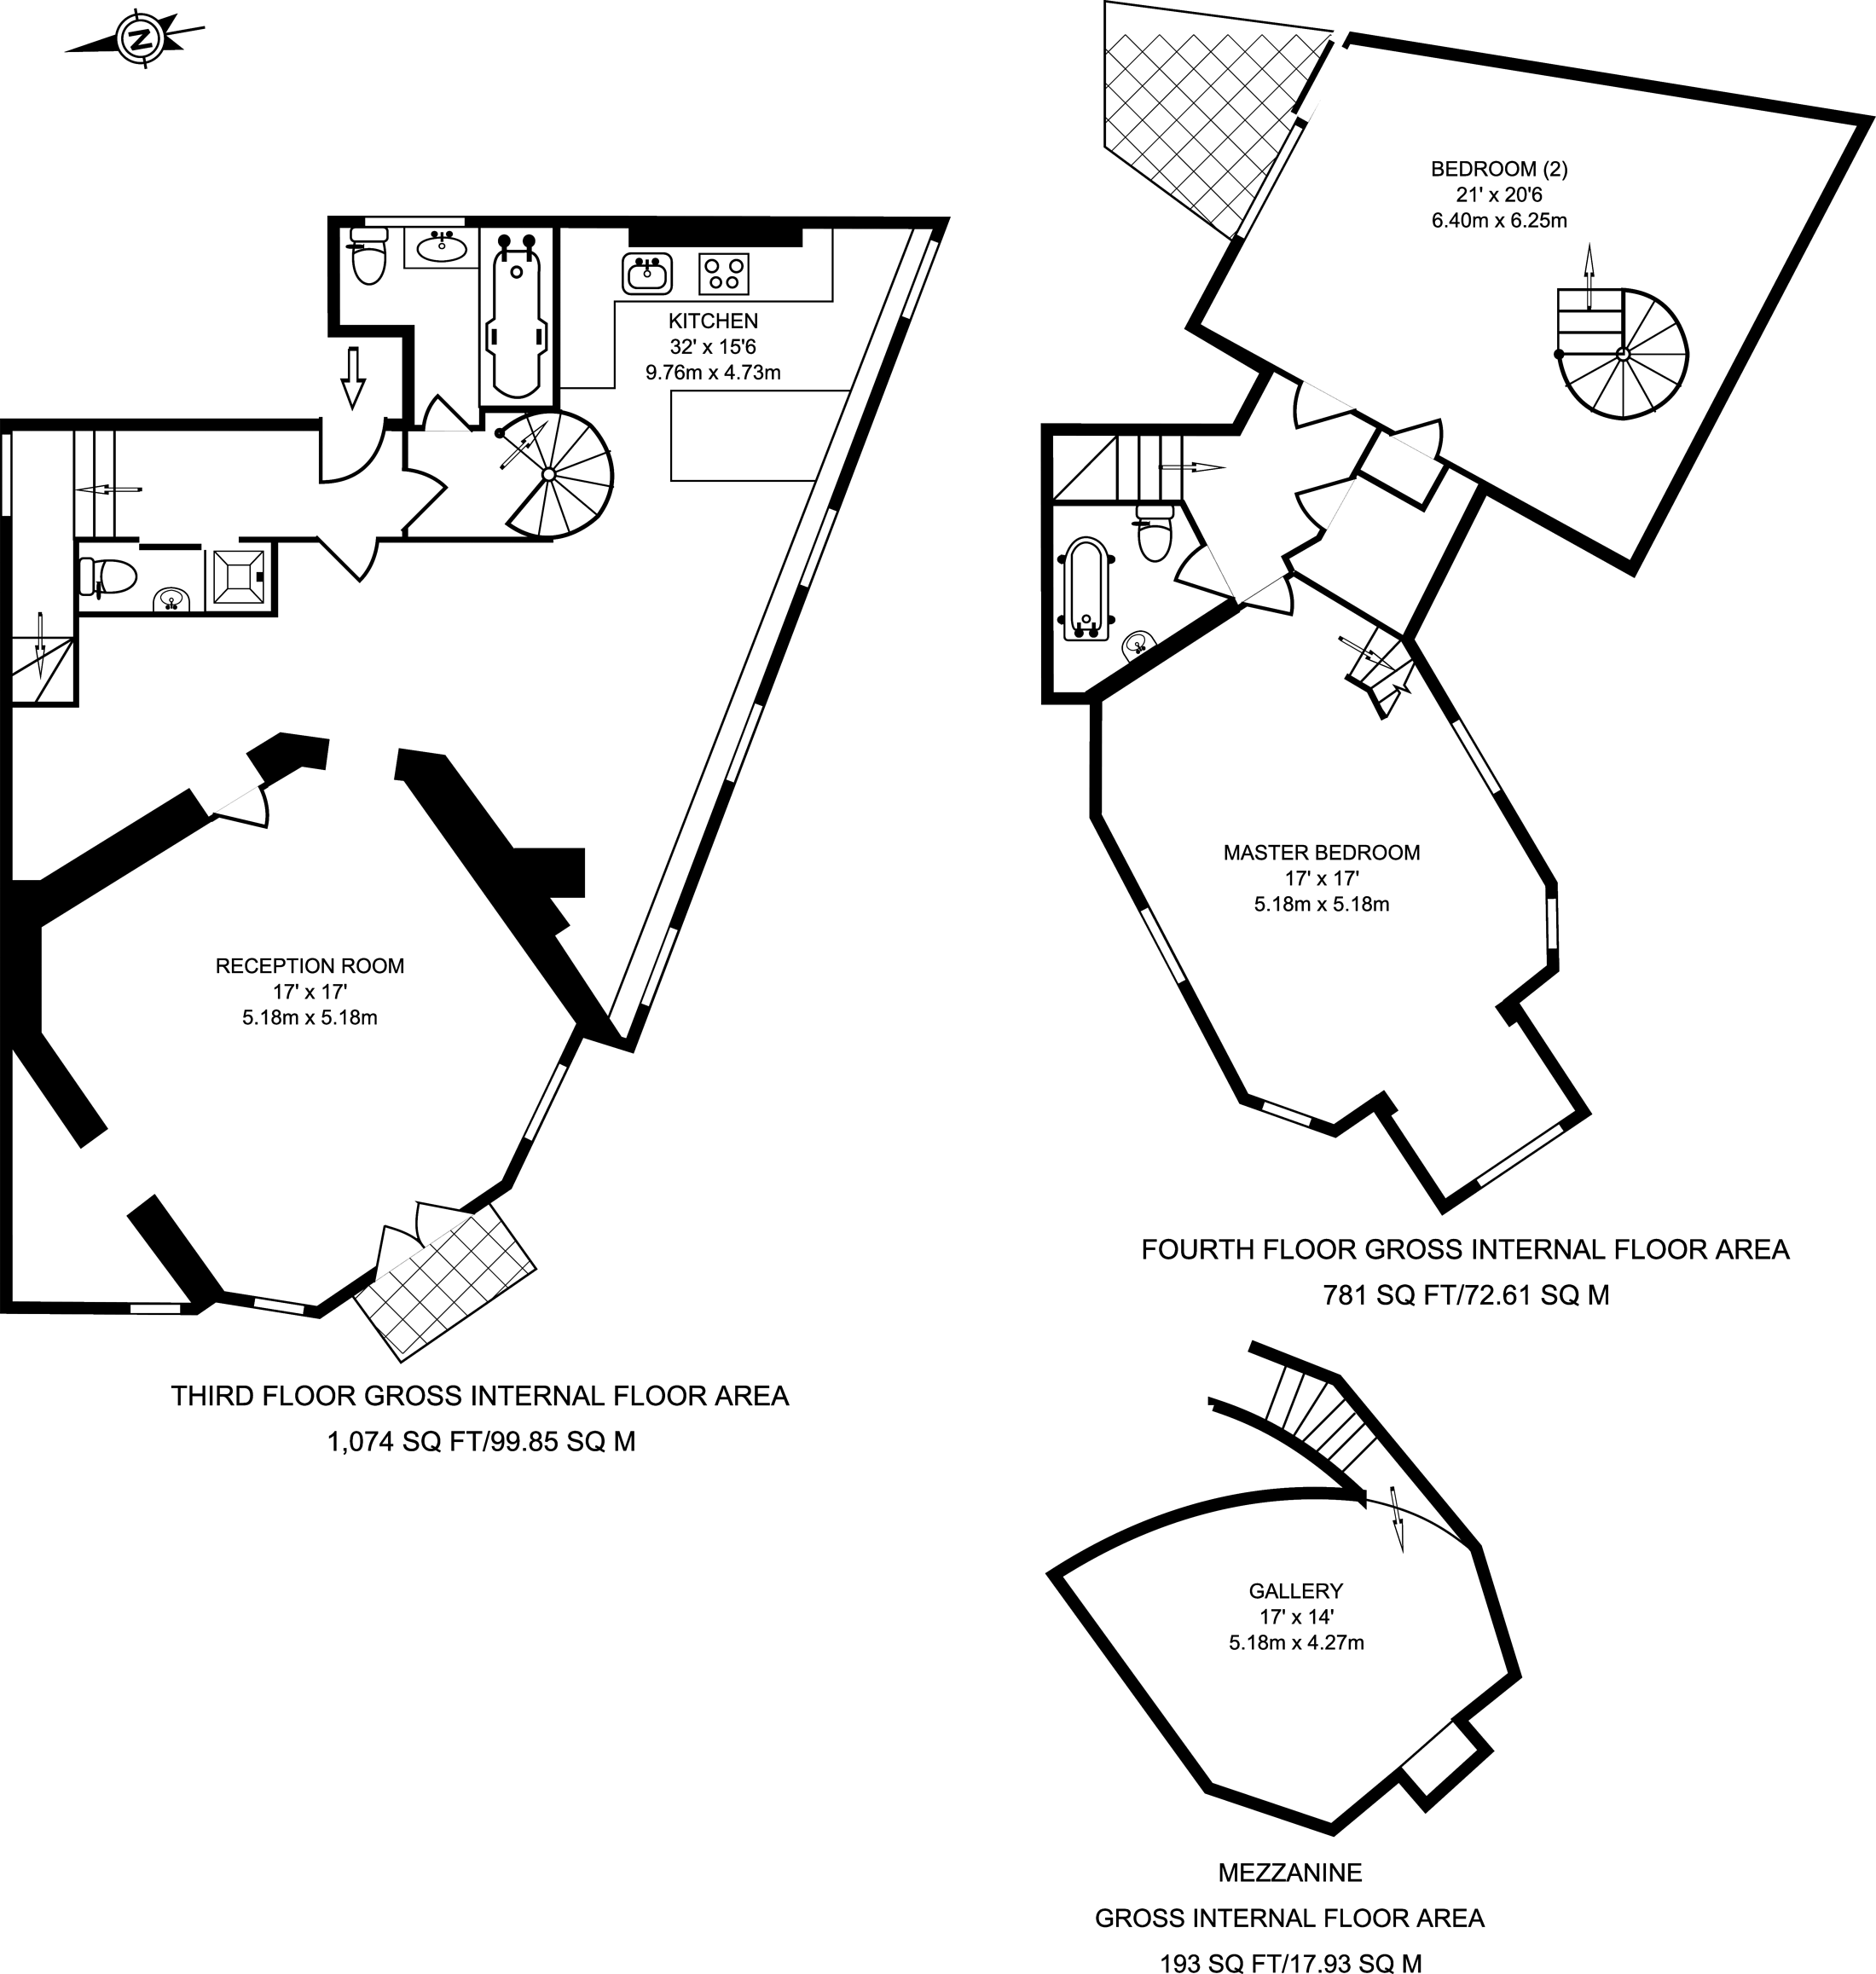 N
BEDROOM (2)
21' x 20'6
6.40m x 6.25m
KITCHEN
32' x 15'6
9.76m x 4.73m
MASTER BEDROOM
17' x 17'
5.18m x 5.18m
RECEPTION ROOM
17' x 17'
5.18m x 5.18m
FOURTH FLOOR GROSS INTERNAL FLOOR AREA
781 SQ FT/72.61 SQ M
THIRD FLOOR GROSS INTERNAL FLOOR AREA
1,074 SQ FT/99.85 SQ M
GALLERY
17' x 14'
5.18m x 4.27m
MEZZANINE
GROSS INTERNAL FLOOR AREA
193 SQ FT/17.93 SQ M